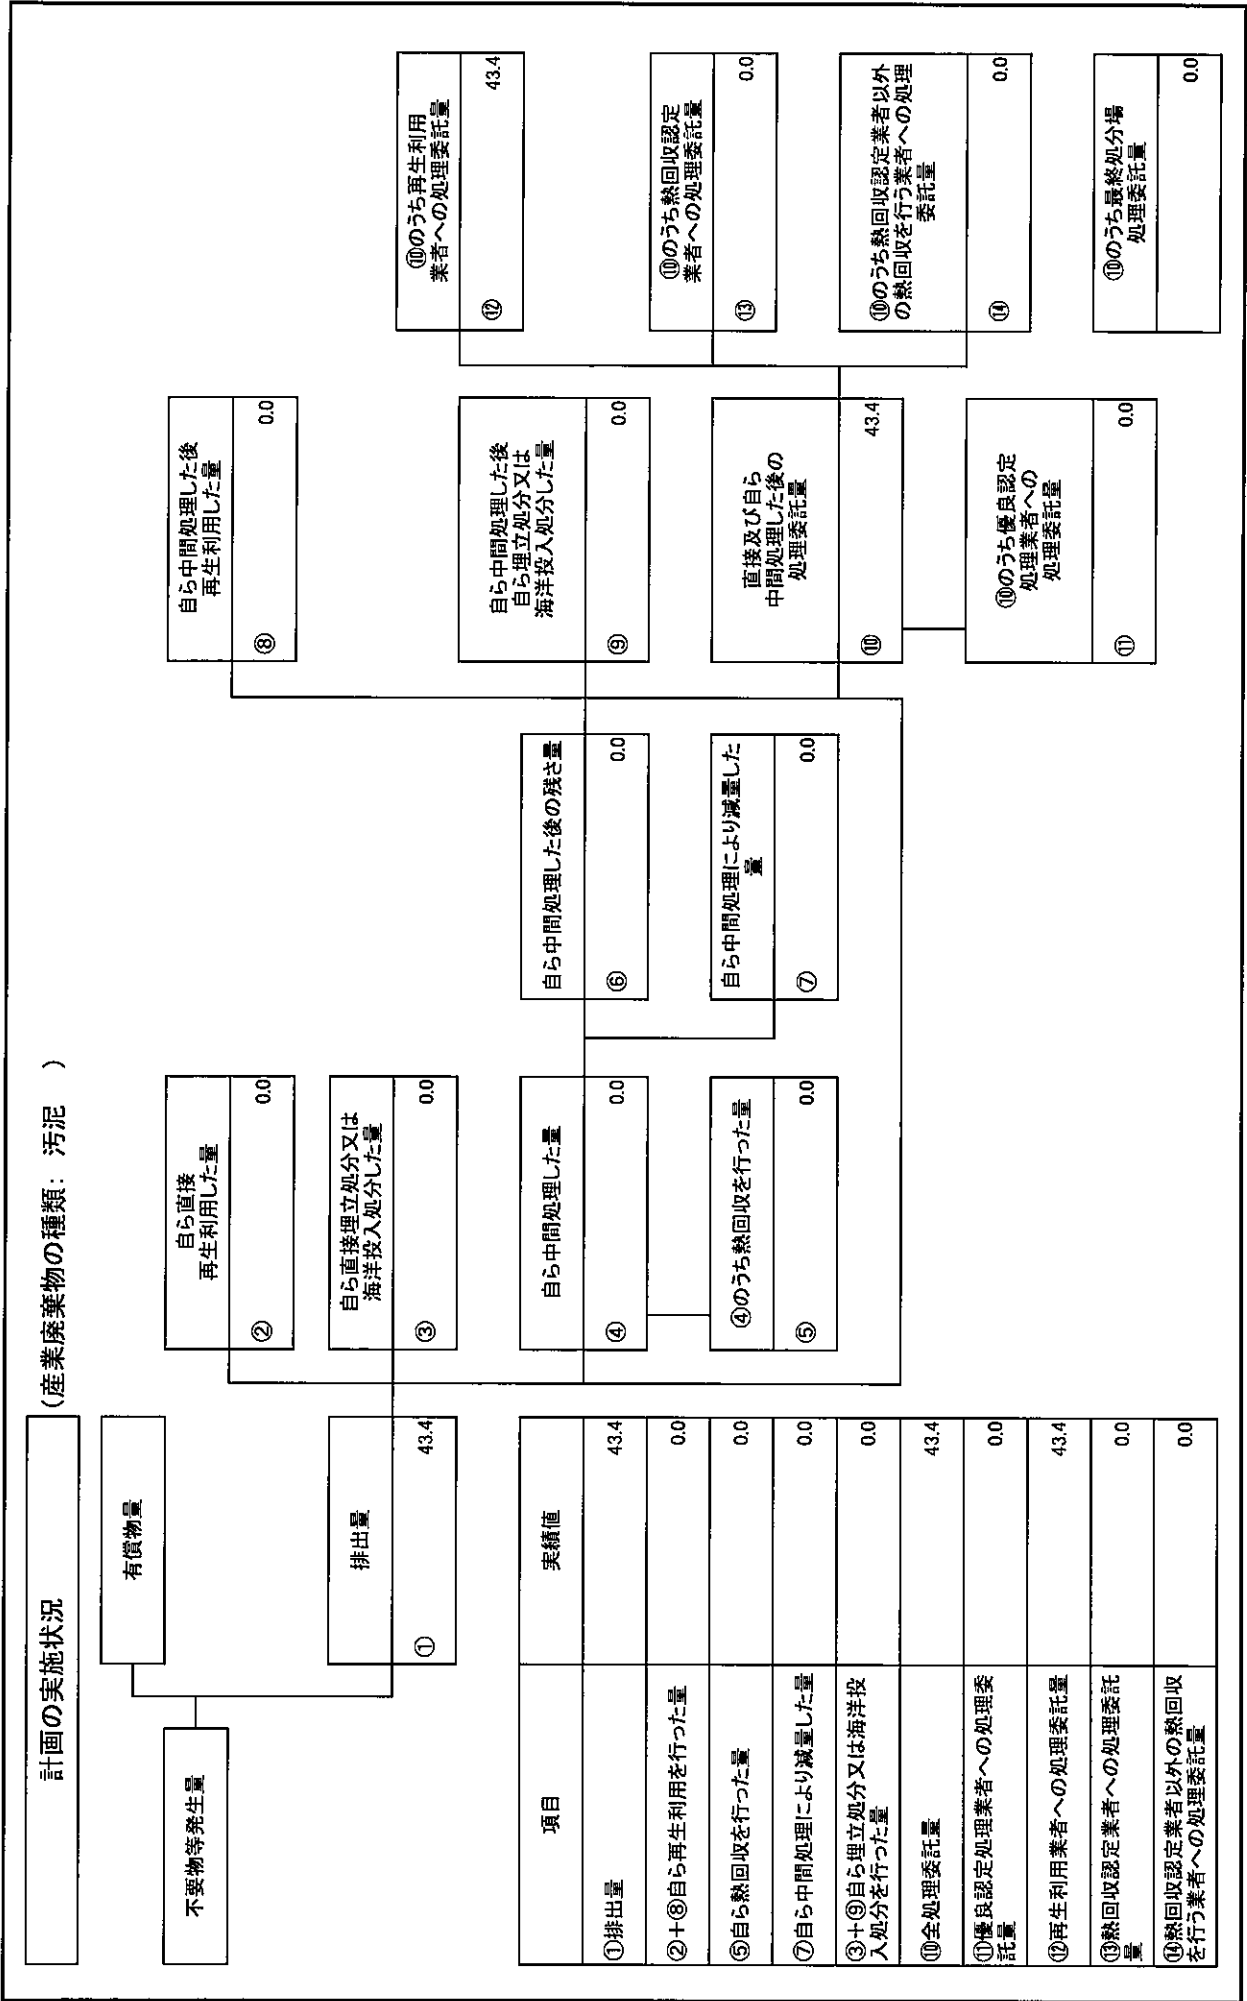 計画の実施状況
(産業廃棄物の種類： 汚泥　)
不要物等発生量
有償物量
排出量
① 43.4
自ら直接
再生利用した量
② 0.0
自ら直接埋立処分又は
海洋投入処分した量
③ 0.0
自ら中間処理した量
④ 0.0
④のうち熱回収を行った量
⑤ 0.0
自ら中間処理した後の残さ量
⑥ 0.0
自ら中間処理により減量した
量
⑦ 0.0
自ら中間処理した後
再生利用した量
⑧ 0.0
自ら中間処理した後
自ら埋立処分又は
海洋投入処分した量
⑨ 0.0
直接及び自ら
中間処理した後の
処理委託量
⑩ 43.4
⑩のうち優良認定
処理業者への
処理委託量
⑪ 0.0
⑩のうち再生利用
業者への処理委託量
⑫ 43.4
⑩のうち熱回収認定
業者への処理委託量
⑬ 0.0
⑩のうち熱回収認定業者以外
の熱回収を行う業者への処理
委託量
⑭ 0.0
⑩のうち最終処分場
処理委託量
0.0
項目 実績値
①排出量 43.4
②＋⑧自ら再生利用を行った量 0.0
⑤自ら熱回収を行った量 0.0
⑦自ら中間処理により減量した量 0.0
③＋⑨自ら埋立処分又は海洋投
入処分を行った量 0.0
⑩全処理委託量 43.4
⑪優良認定処理業者への処理委
託量 0.0
⑫再生利用業者への処理委託量 43.4
⑬熱回収認定業者への処理委託
量 0.0
⑭熱回収認定業者以外の熱回収
を行う業者への処理委託量 0.0